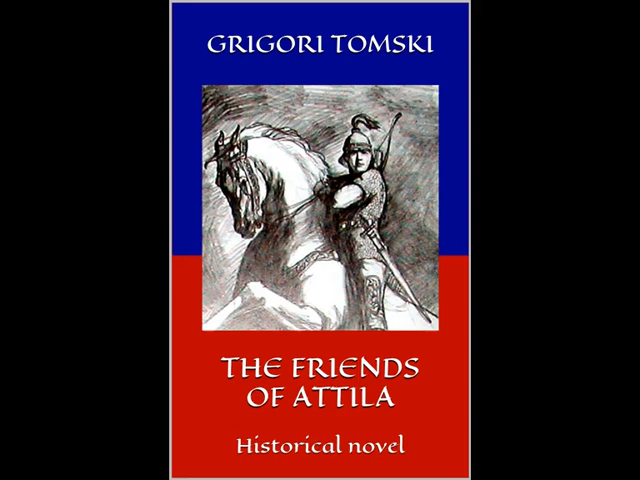 GRIGORI TOMSKI
THE FRIENDS
OF ATTILA
Historical novel